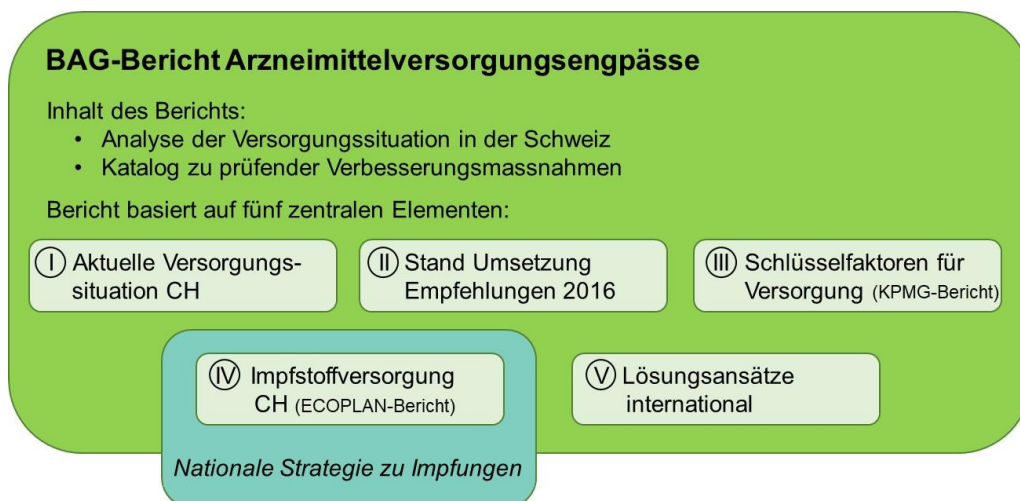 BAG-Bericht Arzneimittelversorgungsengpässe
Inhalt des Berichts:
• Analyse der Versorgungssituation in der Schweiz
• Katalog zu prüfender Verbesserungsmassnahmen
Bericht basiert auf fünf zentralen Elementen:
Ⅰ Aktuelle Versorgungs-
situation CH
Ⅱ Stand Umsetzung
Empfehlungen 2016
Ⅲ Schlüsselfaktoren für
Versorgung (KPMG-Bericht)
Ⅳ Impfstoffversorgung
CH (ECOPLAN-Bericht)
Ⅴ Lösungsansätze
international
Nationale Strategie zu Impfungen